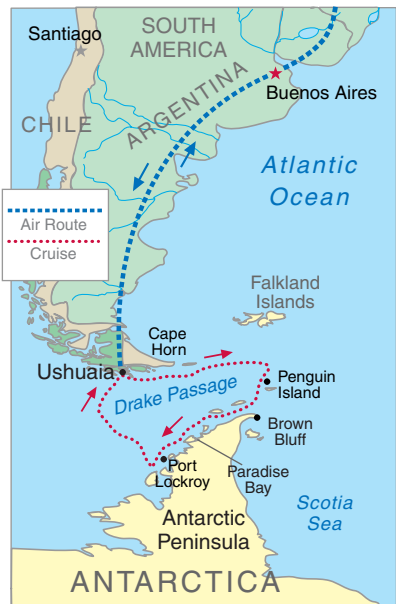 SOUTH
AMERICA
Santiago
ARGENTINA
Buenos Aires
CHILE
Atlantic
Ocean
Air Route
Cruise
Falkland
Islands
Cape
Horn
Ushuaia
Drake Passage
Penguin
Island
Brown
Bluff
Port
Lockroy
Paradise
Bay
Scotia
Sea
Antarctic
Peninsula
ANTARCTICA